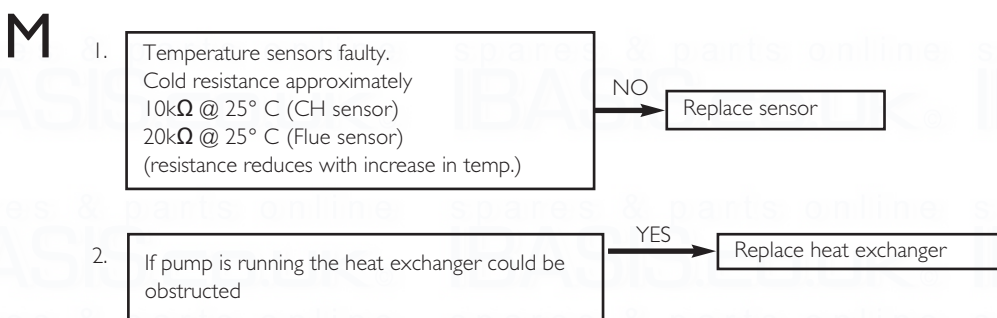 M
1.
Temperature sensors faulty.
Cold resistance approximately
10kΩ @ 25° C (CH sensor)
20kΩ @ 25° C (Flue sensor)
(resistance reduces with increase in temp.)
NO
Replace sensor
2.
If pump is running the heat exchanger could be
obstructed
YES
Replace heat exchanger